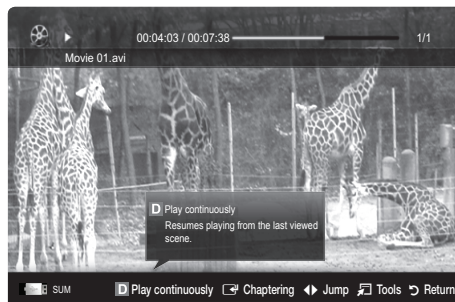 00:04:03 / 00:07:38 1/1
Movie 01.avi
D Play continuously
Resumes playing from the last viewed
scene.
SUM D Play continuously Chaptering Jump Tools Return